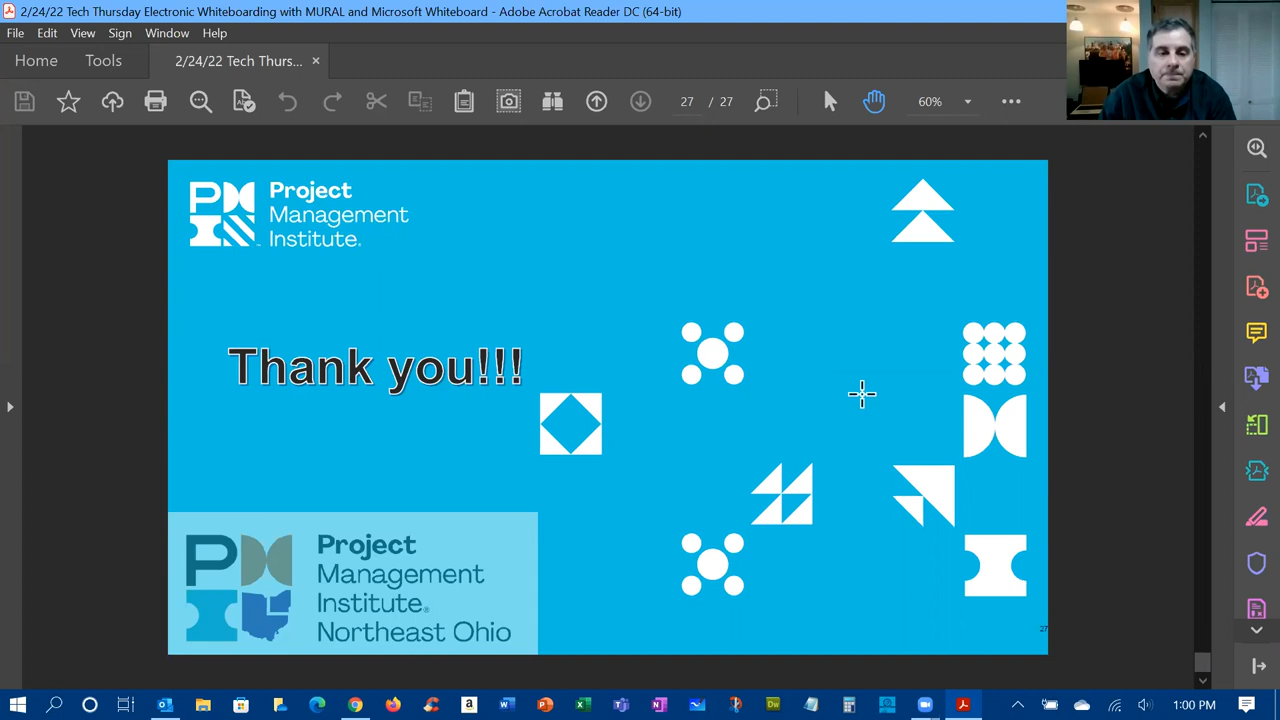 2/24/22 Tech Thursday Electronic Whiteboarding with MURAL and Microsoft Whiteboard - Adobe Acrobat Reader DC (64-bit)
File Edit View Sign Window Help
Home Tools 2/24/22 Tech Thurs... ×
27 / 27 60%
Project
Management
Institute.
Thank you!!!
Project
Management
Institute®
Northeast Ohio
27
1:00 PM